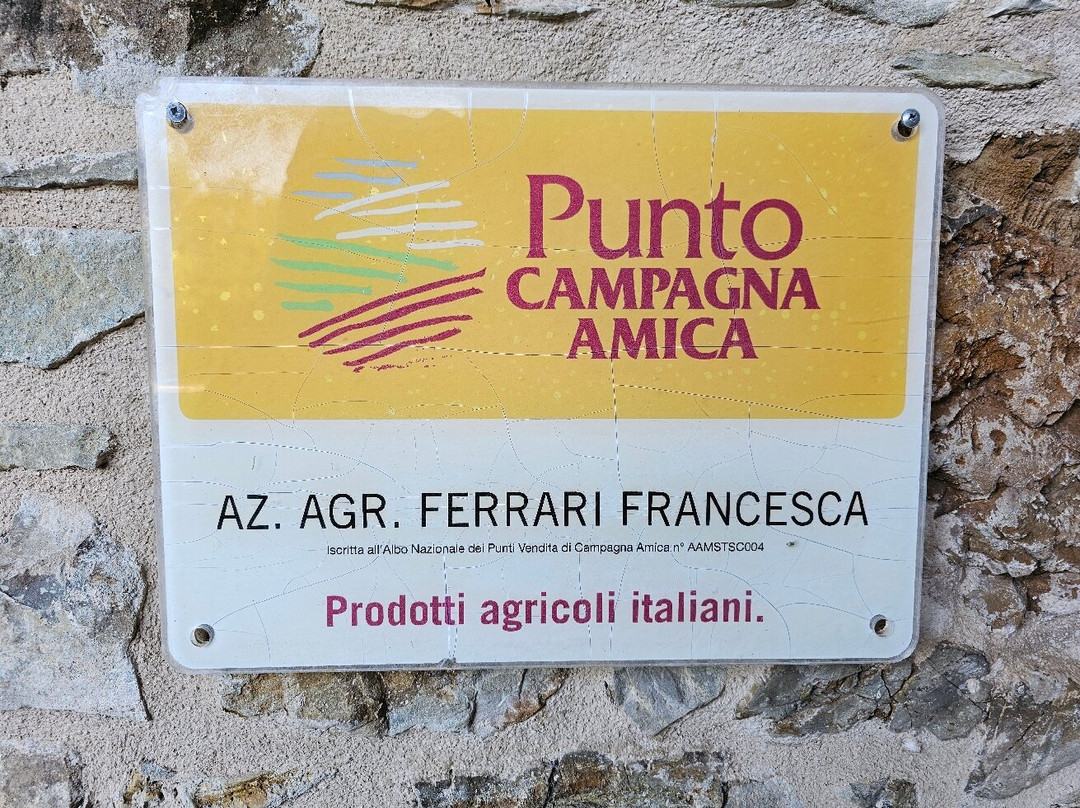 Punto
CAMPAGNA
AMICA
AZ. AGR. FERRARI FRANCESCA
Iscritta all'Albo Nazionale dei Punti Vendita di Campagna Amica n° AAMSTSC004
Prodotti agricoli italiani.